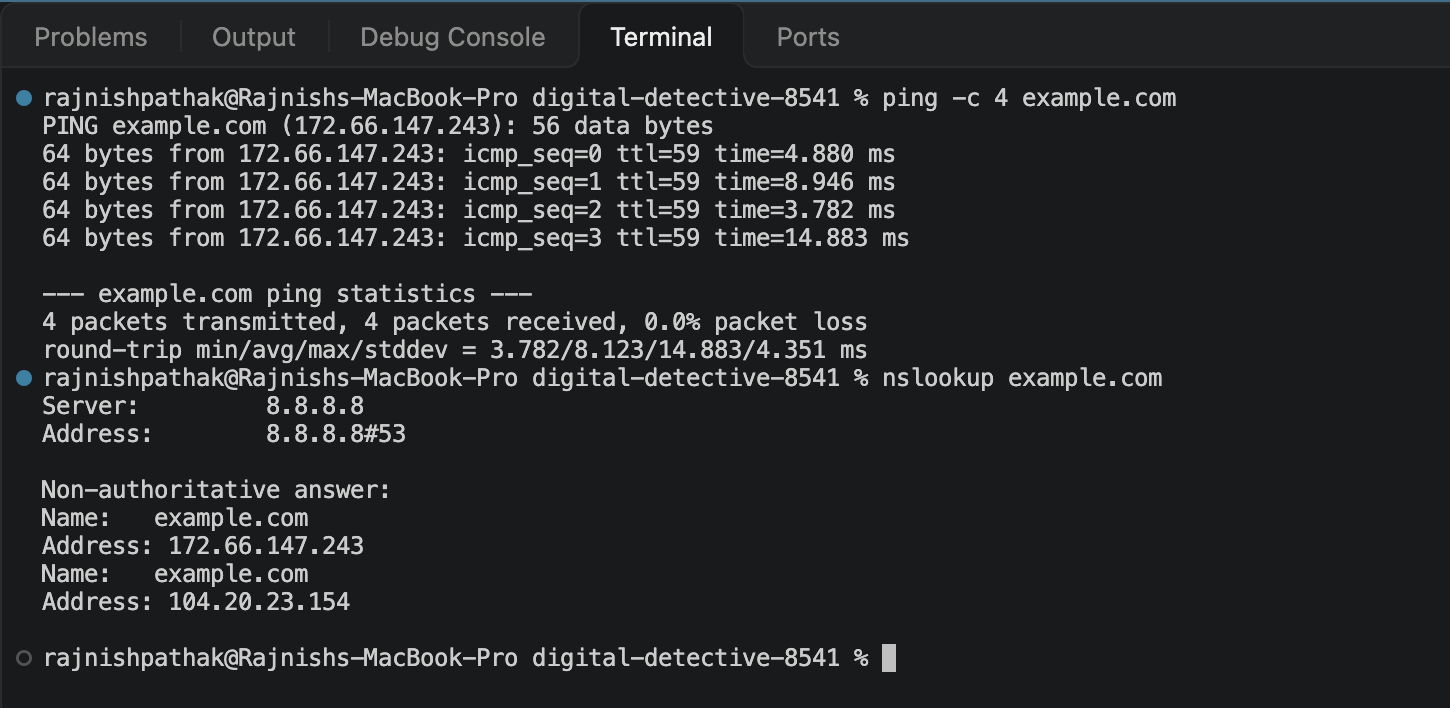 Problems Output Debug Console Terminal Ports
rajnishpathak@Rajnishs-MacBook-Pro digital-detective-8541 % ping -c 4 example.com
PING example.com (172.66.147.243): 56 data bytes
64 bytes from 172.66.147.243: icmp_seq=0 ttl=59 time=4.880 ms
64 bytes from 172.66.147.243: icmp_seq=1 ttl=59 time=8.946 ms
64 bytes from 172.66.147.243: icmp_seq=2 ttl=59 time=3.782 ms
64 bytes from 172.66.147.243: icmp_seq=3 ttl=59 time=14.883 ms

--- example.com ping statistics ---
4 packets transmitted, 4 packets received, 0.0% packet loss
round-trip min/avg/max/stddev = 3.782/8.123/14.883/4.351 ms
rajnishpathak@Rajnishs-MacBook-Pro digital-detective-8541 % nslookup example.com
Server:         8.8.8.8
Address:        8.8.8.8#53

Non-authoritative answer:
Name:   example.com
Address: 172.66.147.243
Name:   example.com
Address: 104.20.23.154

rajnishpathak@Rajnishs-MacBook-Pro digital-detective-8541 %